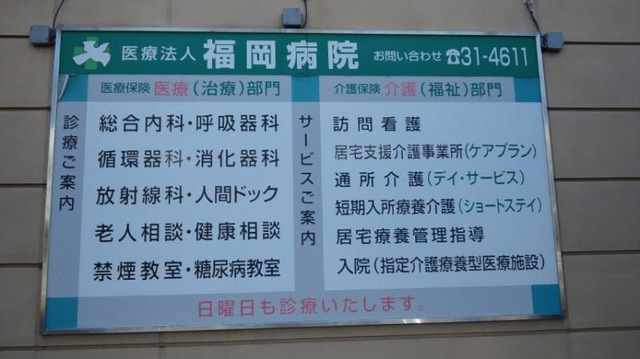 医療法人 福岡病院 お問い合わせ ☎31-4611
医療保険 医療(治療)部門
診療ご案内
総合内科・呼吸器科
循環器科・消化器科
放射線科・人間ドック
老人相談・健康相談
禁煙教室・糖尿病教室
介護保険 介護(福祉)部門
サービスご案内
訪問看護
居宅支援介護事業所(ケアプラン)
通所介護(デイ・サービス)
短期入所療養介護(ショートステイ)
居宅療養管理指導
入院(指定介護療養型医療施設)
日曜日も診療いたします。